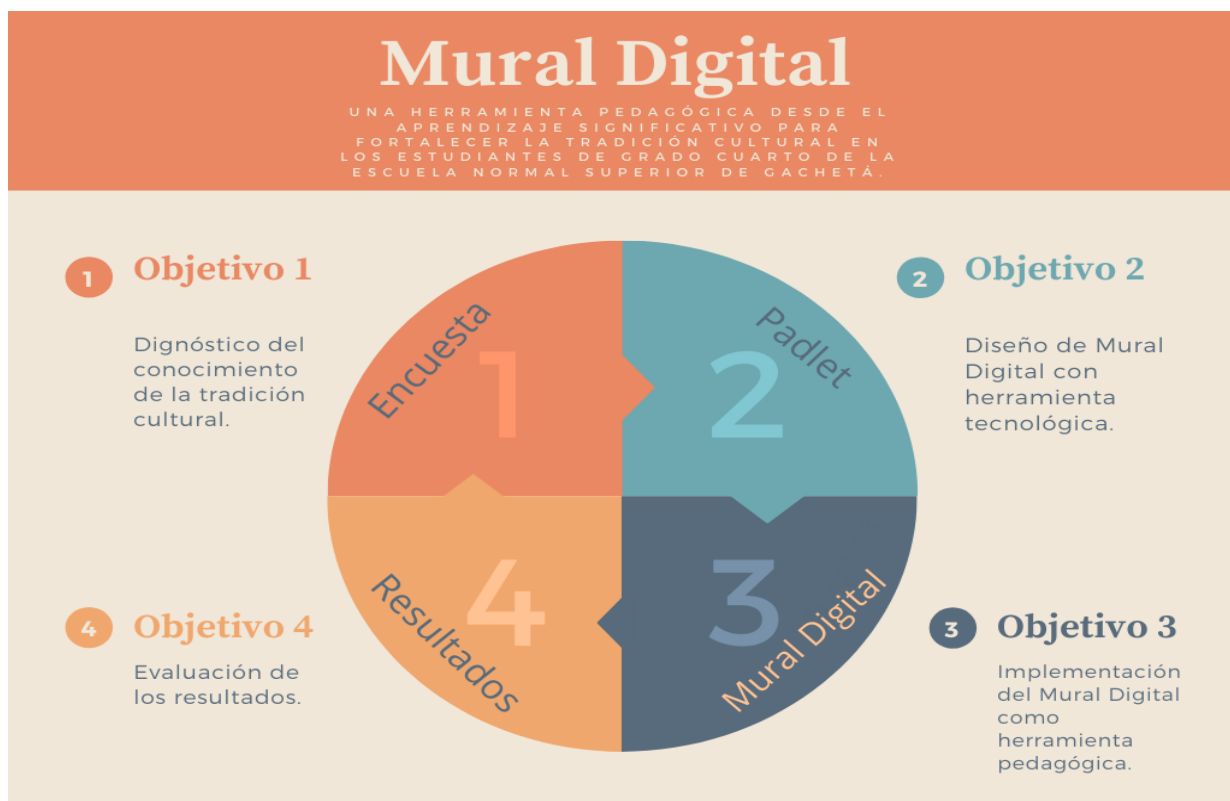 Mural Digital
UNA HERRAMIENTA PEDAGÓGICA DESDE EL
APRENDIZAJE SIGNIFICATIVO PARA
FORTALECER LA TRADICIÓN CULTURAL EN
LOS ESTUDIANTES DE GRADO CUARTO DE LA
ESCUELA NORMAL SUPERIOR DE GACHETÁ.
1 Objetivo 1
Dignóstico del
conocimiento
de la tradición
cultural.
Encuesta
1
Padlet
2
2 Objetivo 2
Diseño de Mural
Digital con
herramienta
tecnológica.
4 Objetivo 4
Evaluación de
los resultados.
Resultados
4
3
Mural Digital
3 Objetivo 3
Implementación
del Mural Digital
como
herramienta
pedagógica.